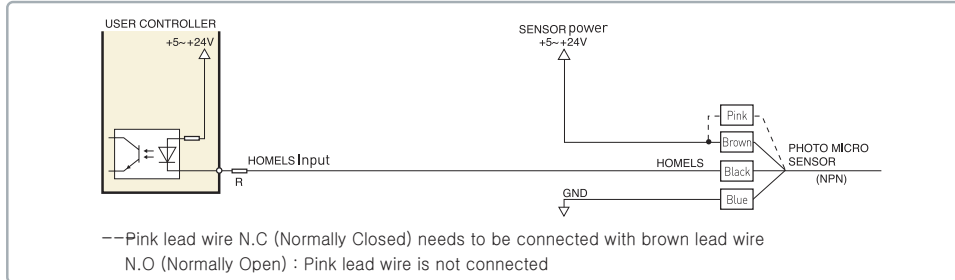 USER CONTROLLER
+5~+24V
SENSOR power
+5~+24V
Pink
Brown
HOMELS Input
R
HOMELS
Black
PHOTO MICRO
SENSOR
(NPN)
GND
Blue
---Pink lead wire N.C (Normally Closed) needs to be connected with brown lead wire
N.O (Normally Open) : Pink lead wire is not connected